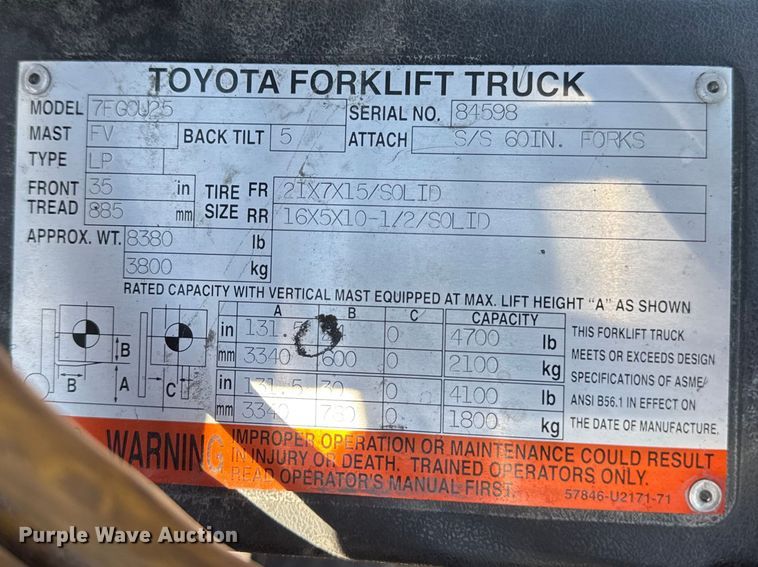 TOYOTA FORKLIFT TRUCK
MODEL 7FGCU25 SERIAL NO. 84598
MAST FV BACK TILT 5 ATTACH S/S 60IN. FORKS
TYPE LP
FRONT TREAD 35 in 885 mm
TIRE SIZE FR 21X7X15/SOLID
RR 16X5X10-1/2/SOLID
APPROX. WT. 8380 lb
3800 kg
RATED CAPACITY WITH VERTICAL MAST EQUIPPED AT MAX. LIFT HEIGHT "A" AS SHOWN
A B C CAPACITY
in 131 0 4700 lb
mm 3340 600 0 2100 kg
in 131.5 30 0 4100 lb
mm 3340 760 0 1800 kg
B B A C
THIS FORKLIFT TRUCK
MEETS OR EXCEEDS DESIGN
SPECIFICATIONS OF ASME/
ANSI B56.1 IN EFFECT ON
THE DATE OF MANUFACTURE.
WARNING
IMPROPER OPERATION OR MAINTENANCE COULD RESULT
IN INJURY OR DEATH. TRAINED OPERATORS ONLY.
READ OPERATOR'S MANUAL FIRST.
57846-U2171-71
Purple Wave Auction